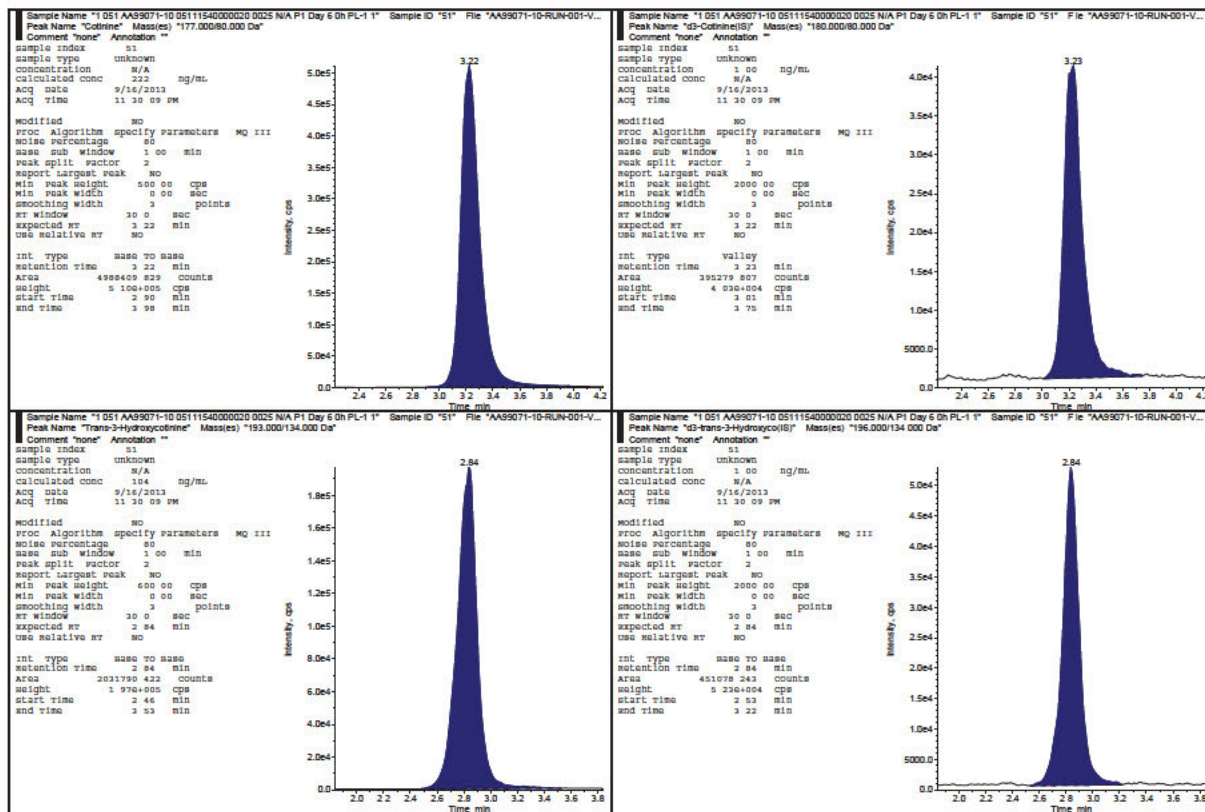 Sample Name "1 051 AA99071-10 05111540000020 0025 N/A P1 Day 6 0h PL-1 1" Sample ID "51" File "AA99071-10-RUN-001-V...
Peak Name "Cotinine" Mass(es) "177.000/80.000 Da"
Comment "none" Annotation ""
Sample Index 51
Sample Type Unknown
Concentration N/A
Calculated Conc 222 ng/mL
Acq Date 9/16/2013
Acq Time 11 30 09 PM
Modified NO
Proc Algorithm Specify Parameters MQ III
Noise Percentage 80
Base Sub Window 1 00 min
Peak Split Factor 2
Report Largest Peak NO
Min Peak Height 500 00 cps
Min Peak Width 0 00 sec
Smoothing Width 3 points
RT Window 30 0 sec
Expected RT 3 22 min
Use Relative RT NO
Int Type Base To Base
Retention Time 3 22 min
Area 4988409 829 counts
Height 5 10e+005 cps
Start Time 2 90 min
End Time 3 98 min
3.22
5.0e5
4.5e5
4.0e5
3.5e5
3.0e5
2.5e5
2.0e5
1.5e5
1.0e5
5.0e4
0.0
Intensity, cps
2.4 2.6 2.8 3.0 3.2 3.4 3.6 3.8 4.0 4.2
Time min
Sample Name "1 051 AA99071-10 05111540000020 0025 N/A P1 Day 6 0h PL-1 1" Sample ID "51" File "AA99071-10-RUN-001-V...
Peak Name "d3-Cotinine(IS)" Mass(es) "180.000/80.000 Da"
Comment "none" Annotation ""
Sample Index 51
Sample Type Unknown
Concentration 1 00 ng/mL
Calculated Conc N/A
Acq Date 9/16/2013
Acq Time 11 30 09 PM
Modified NO
Proc Algorithm Specify Parameters MQ III
Noise Percentage 80
Base Sub Window 1 00 min
Peak Split Factor 2
Report Largest Peak NO
Min Peak Height 2000 00 cps
Min Peak Width 0 00 sec
Smoothing Width 3 points
RT Window 30 0 sec
Expected RT 3 22 min
Use Relative RT NO
Int Type Valley
Retention Time 3 23 min
Area 395279 807 counts
Height 4 03e+004 cps
Start Time 3 01 min
End Time 3 75 min
3.23
4.0e4
3.5e4
3.0e4
2.5e4
2.0e4
1.5e4
1.0e4
5000.0
0.0
Intensity, cps
2.4 2.6 2.8 3.0 3.2 3.4 3.6 3.8 4.0 4.2
Time min
Sample Name "1 051 AA99071-10 05111540000020 0025 N/A P1 Day 6 0h PL-1 1" Sample ID "51" File "AA99071-10-RUN-001-V...
Peak Name "Trans-3-Hydroxycotinine" Mass(es) "193.000/134.000 Da"
Comment "none" Annotation ""
Sample Index 51
Sample Type Unknown
Concentration N/A
Calculated Conc 104 ng/mL
Acq Date 9/16/2013
Acq Time 11 30 09 PM
Modified NO
Proc Algorithm Specify Parameters MQ III
Noise Percentage 80
Base Sub Window 1 00 min
Peak Split Factor 2
Report Largest Peak NO
Min Peak Height 600 00 cps
Min Peak Width 0 00 sec
Smoothing Width 3 points
RT Window 30 0 sec
Expected RT 2 84 min
Use Relative RT NO
Int Type Base To Base
Retention Time 2 84 min
Area 2031790 422 counts
Height 1 97e+005 cps
Start Time 2 46 min
End Time 3 53 min
2.84
1.8e5
1.6e5
1.4e5
1.2e5
1.0e5
8.0e4
6.0e4
4.0e4
2.0e4
0.0
Intensity, cps
2.0 2 2 2.4 2.6 2.8 3.0 3.2 3.4 3.6 3.8
Time min
Sample Name "1 051 AA99071-10 05111540000020 0025 N/A P1 Day 6 0h PL-1 1" Sample ID "51" File "AA99071-10-RUN-001-V...
Peak Name "d3-trans-3-Hydroxyco(IS)" Mass(es) "196.000/134 000 Da"
Comment "none" Annotation ""
Sample Index 51
Sample Type Unknown
Concentration 1 00 ng/mL
Calculated Conc N/A
Acq Date 9/16/2013
Acq Time 11 30 09 PM
Modified NO
Proc Algorithm Specify Parameters MQ III
Noise Percentage 80
Base Sub Window 1 00 min
Peak Split Factor 2
Report Largest Peak NO
Min Peak Height 2000 00 cps
Min Peak Width 0 00 sec
Smoothing Width 3 points
RT Window 30 0 sec
Expected RT 2 84 min
Use Relative RT NO
Int Type Base To Base
Retention Time 2 84 min
Area 451078 243 counts
Height 5 23e+004 cps
Start Time 2 53 min
End Time 3 22 min
2.84
5.0e4
4.5e4
4.0e4
3.5e4
3.0e4
2.5e4
2.0e4
1.5e4
1.0e4
5000.0
0.0
Intensity, cps
2.0 2.2 2.4 2.6 2.8 3.0 3.2 3.4 3.6 3.8
Time min